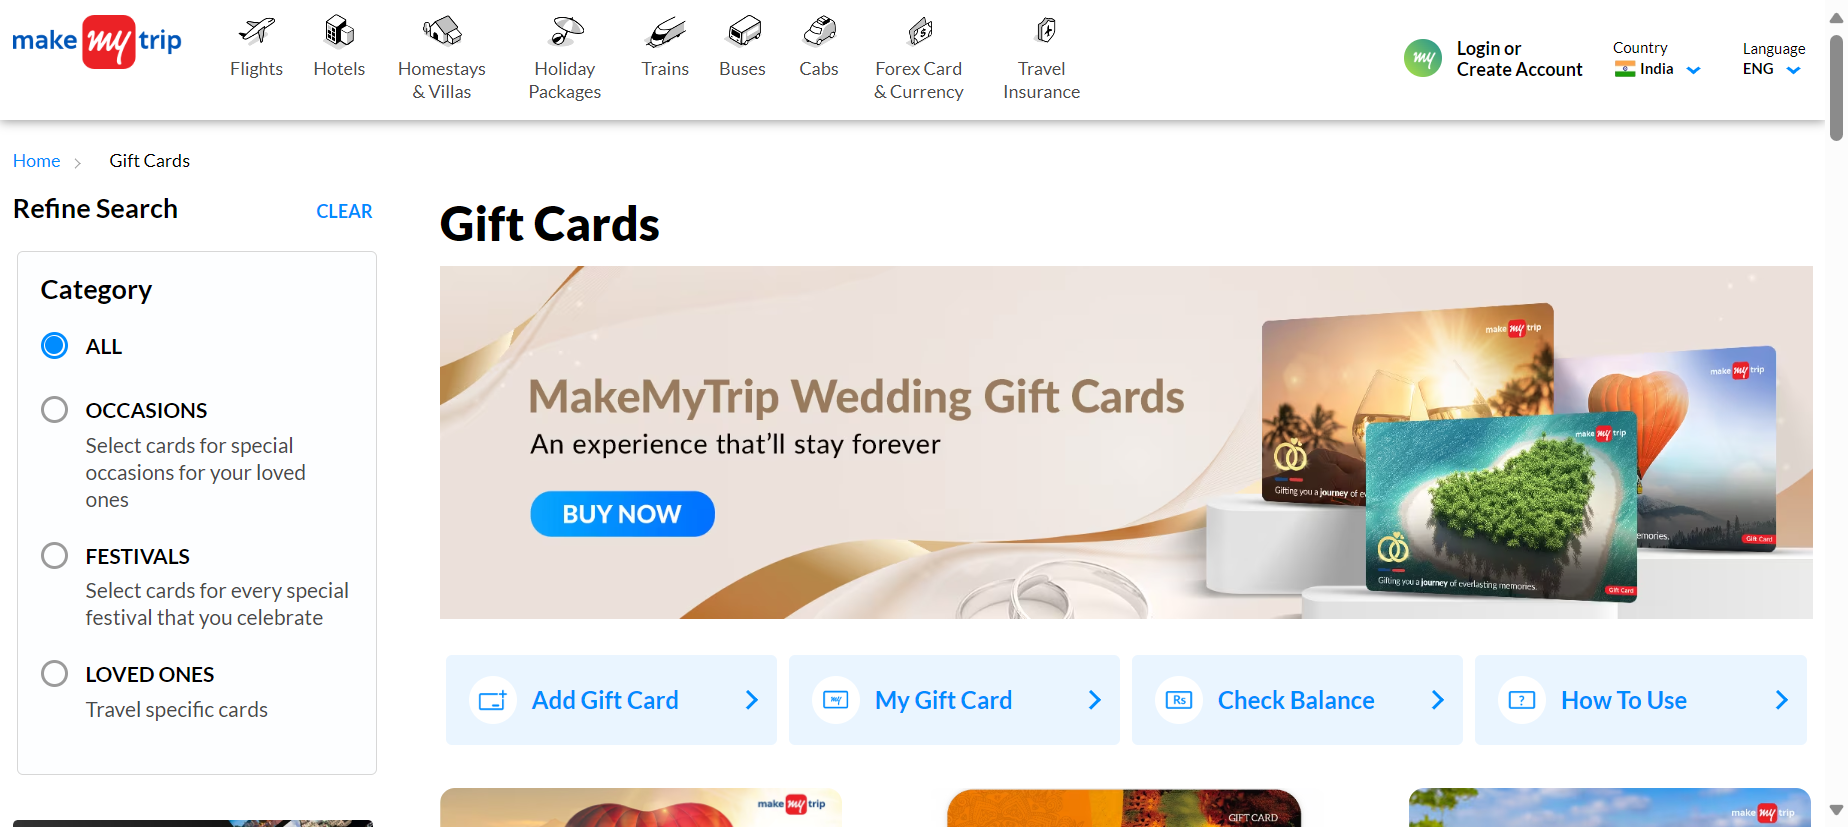 make my trip
Flights
Hotels
Homestays
& Villas
Holiday
Packages
Trains
Buses
Cabs
Forex Card
& Currency
Travel
Insurance
my
Login or
Create Account
Country
India
Language
ENG
Home
Gift Cards
Refine Search
CLEAR
Category
ALL
OCCASIONS
Select cards for special
occasions for your loved
ones
FESTIVALS
Select cards for every special
festival that you celebrate
LOVED ONES
Travel specific cards
Gift Cards
MakeMyTrip Wedding Gift Cards
An experience that'll stay forever
BUY NOW
make my trip
Gifting you a journey of
make my trip
emories.
Gift Card
make my trip
Gifting you a journey of everlasting memories.
Gift Card
my
Add Gift Card
My Gift Card
Rs
Check Balance
?
How To Use
make my trip
GIFT CARD
make my trip